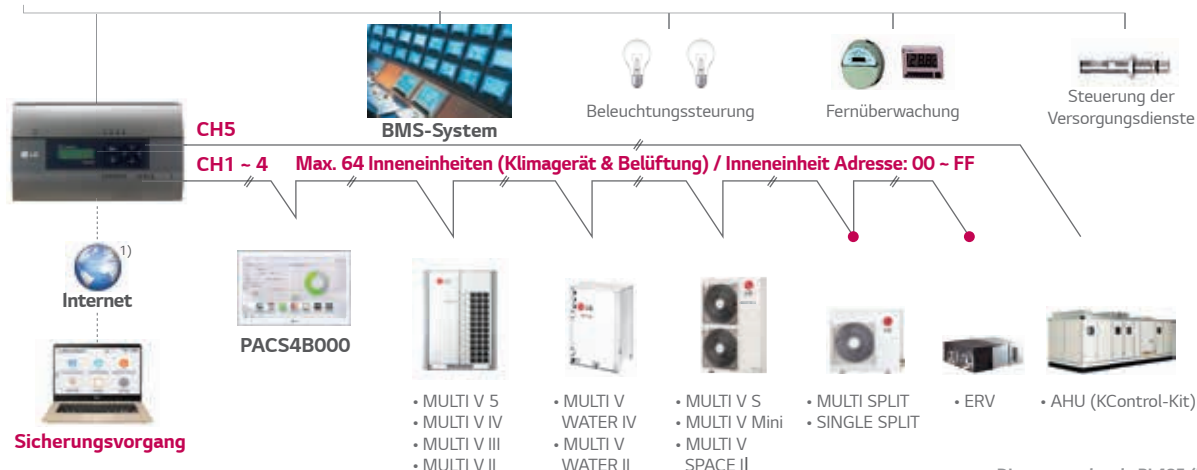 BMS-System
Beleuchtungssteurung
Fernüberwachung
Steuerung der
Versorgungsdienste
CH5
CH1 ~ 4
Max. 64 Inneneinheiten (Klimagerät & Belüftung) / Inneneinheit Adresse: 00 ~ FF
LG
1)
Internet
PACS4B000
Sicherungsvorgang
• MULTI V 5
• MULTI V IV
• MULTI V III
• MULTI V II
• MULTI V
WATER IV
• MULTI V
WATER II
• MULTI V S
• MULTI V Mini
• MULTI V
SPACE II
• MULTI SPLIT
• SINGLE SPLIT
• ERV
• AHU (KControl-Kit)